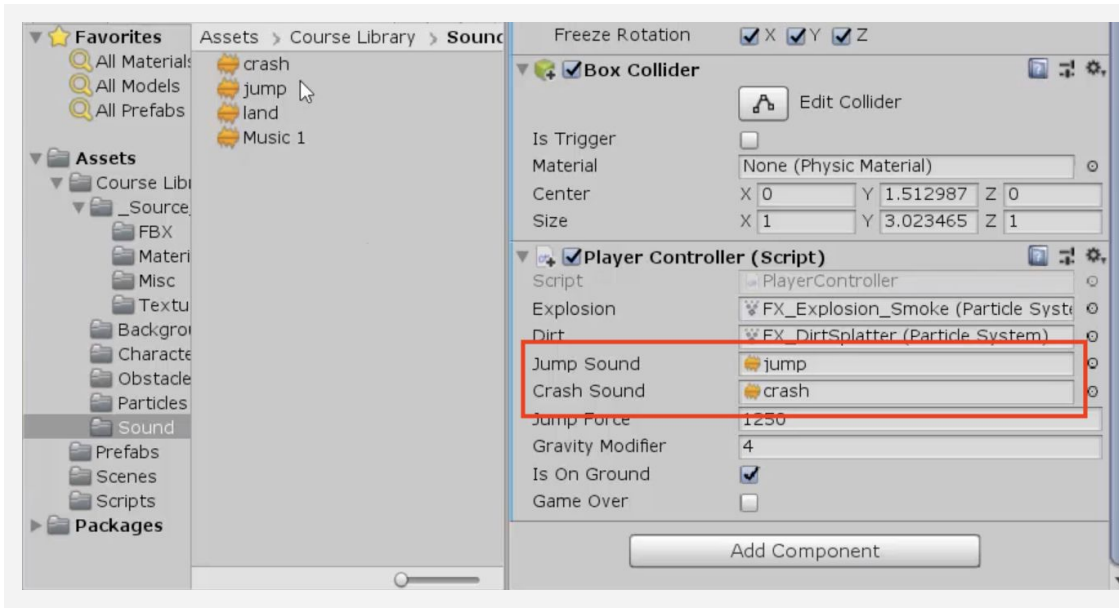 Favorites
All Materials
All Models
All Prefabs
Assets
Course Libr
_Source_
FBX
Materi
Misc
Textu
Backgrou
Characte
Obstacle
Particles
Sound
Prefabs
Scenes
Scripts
Packages
Assets > Course Library > Sound
crash
jump
land
Music 1
Freeze Rotation X Y Z
Box Collider
Edit Collider
Is Trigger
Material None (Physic Material)
Center X 0 Y 1.512987 Z 0
Size X 1 Y 3.023465 Z 1
Player Controller (Script)
Script PlayerController
Explosion FX_Explosion_Smoke (Particle Syste
Dirt FX_DirtSplatter (Particle System)
Jump Sound jump
Crash Sound crash
Jump Force 1250
Gravity Modifier 4
Is On Ground
Game Over
Add Component